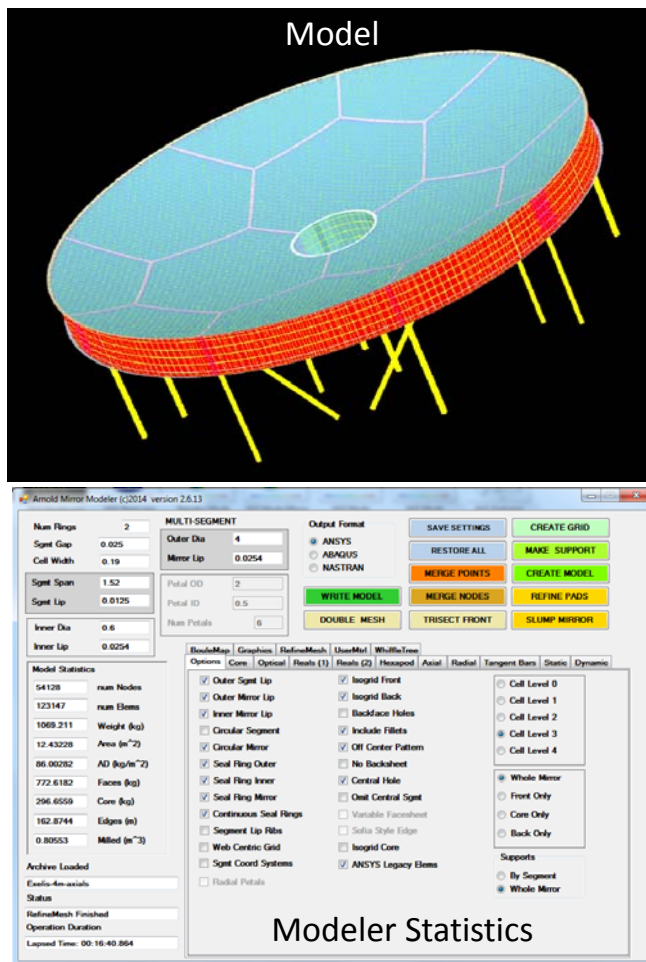 Model
Arnold Mirror Modeler (c)2014 version 2.6.13
Num Rings 2
Sgmt Gap 0.025
Cell Width 0.19
Sgmt Span 1.52
Sgmt Lip 0.0125
Inner Dia 0.6
Inner Lip 0.0254
MULTI-SEGMENT
Outer Dia 4
Mirror Lip 0.0254
Petal OD 2
Petal ID 0.5
Num Petals 6
Output Format
ANSYS
ABAQUS
NASTRAN
WRITE MODEL
DOUBLE MESH
SAVE SETTINGS
RESTORE ALL
MERGE POINTS
MERGE NODES
TRISECT FRONT
CREATE GRID
MAKE SUPPORT
CREATE MODEL
REFINE PADS
SLUMP MIRROR
Model Statistics
54128 num Nodes
123147 num Elems
1069.211 Weight (kg)
12.43228 Area (m^2)
86.00282 AD (kg/m^2)
772.6182 Faces (kg)
296.6559 Core (kg)
162.8744 Edges (m)
0.80553 Milled (m^3)
Archive Loaded
Exelis-4m-axials
Status
RefineMesh Finished
Operation Duration
Lapsed Time: 00:16:40.864
BouleMap Graphics RefineMesh UserMtrl WhiffleTree
Options Core Optical Reals (1) Reals (2) Hexapod Axial Radial Tangent Bars Static Dynamic
Outer Sgmt Lip
Outer Mirror Lip
Inner Mirror Lip
Circular Segment
Circular Mirror
Seal Ring Outer
Seal Ring Inner
Seal Ring Mirror
Continuous Seal Rings
Segment Lip Ribs
Web Centric Grid
Sgmt Coord Systems
Radial Petals
Isogrid Front
Isogrid Back
Backface Holes
Include Fillets
Off Center Pattern
No Backsheet
Central Hole
Omit Central Sgmt
Variable Facesheet
Sofia Style Edge
Isogrid Core
ANSYS Legacy Elems
Cell Level 0
Cell Level 1
Cell Level 2
Cell Level 3
Cell Level 4
Whole Mirror
Front Only
Core Only
Back Only
Supports
By Segment
Whole Mirror
Modeler Statistics